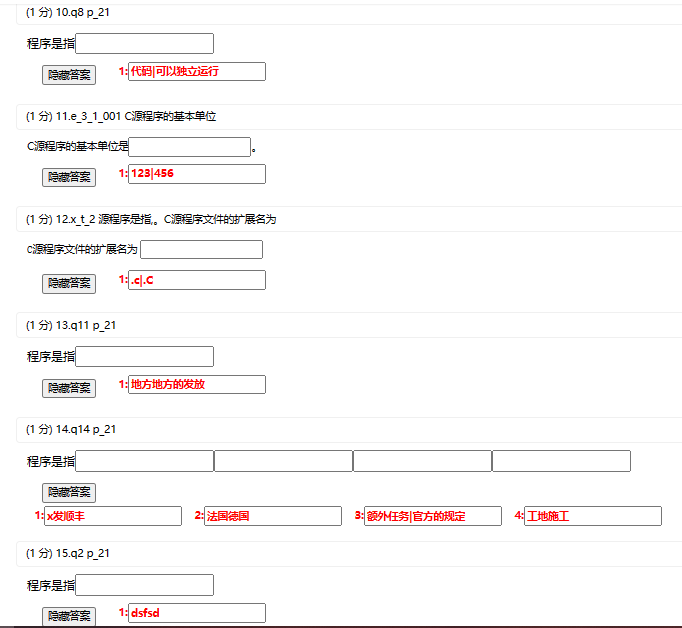 (1 分) 10.q8 p_21
程序是指
隐藏答案 1: 代码|可以独立运行
(1 分) 11.e_3_1_001 C源程序的基本单位
C源程序的基本单位是 。
隐藏答案 1: 123|456
(1 分) 12.x_t_2 源程序是指,。C源程序文件的扩展名为
C源程序文件的扩展名为
隐藏答案 1: .c|.C
(1 分) 13.q11 p_21
程序是指
隐藏答案 1: 地方地方的发放
(1 分) 14.q14 p_21
程序是指
隐藏答案
1: x发顺丰 2: 法国德国 3: 额外任务|官方的规定 4: 工地施工
(1 分) 15.q2 p_21
程序是指
隐藏答案 1: dsfsd